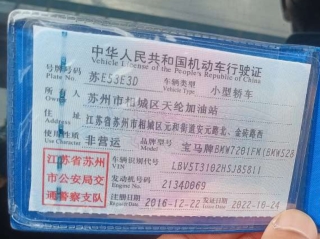 中华人民共和国机动车行驶证
Vehicle License of the People's Republic of China
号牌号码 Plate No. 苏E53E3D 车辆类型 Vehicle Type 小型轿车
所有人 Owner 苏州市相城区天纶加油站
住址 Address 江苏省苏州市相城区元和街道安元路北、金陵路西
使用性质 Use Character 非营运 品牌型号 Model 宝马牌BMW7201FM(BMW528
江苏省苏州 车辆识别代号 VIN LBV5T3102HSJ85811
市公安局交 发动机号码 Engine No. 2134D069
通警察支队 注册日期 Register Date 2016-12-22 发证日期 Issue Date 2022-10-24